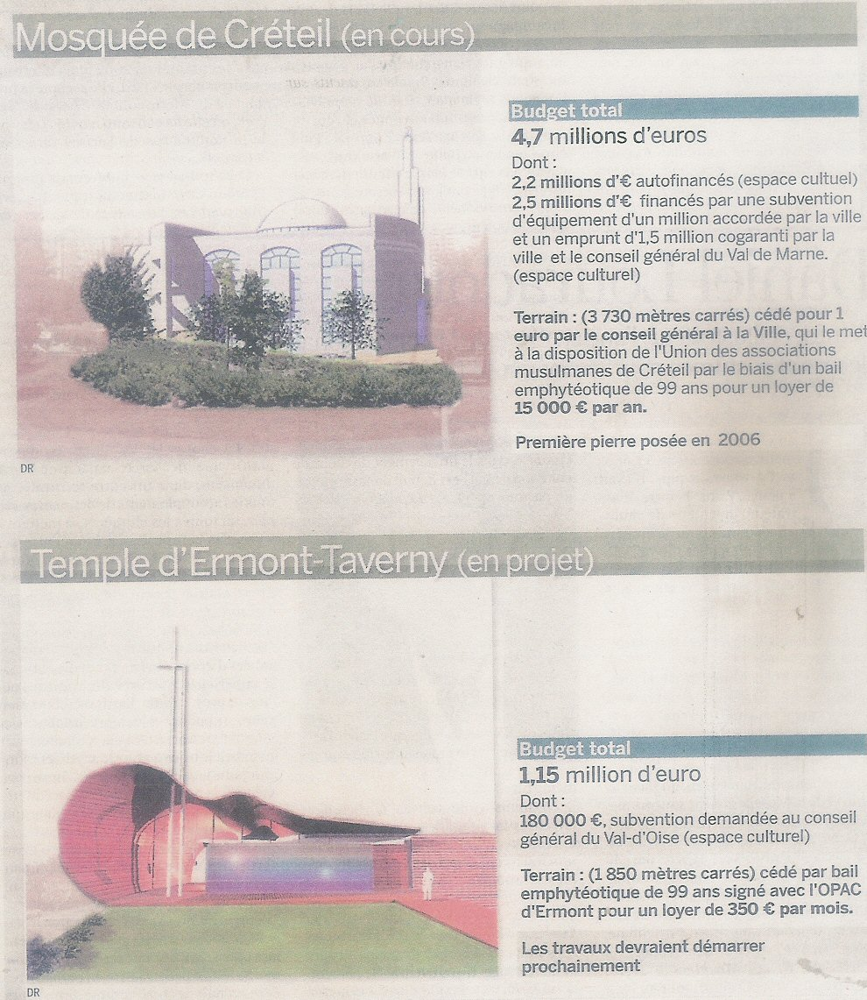 Mosquée de Créteil (en cours)
Budget total
4,7 millions d'euros
Dont :
2,2 millions d'€ autofinancés (espace cultuel)
2,5 millions d'€ financés par une subvention
d'équipement d'un million accordée par la ville
et un emprunt d'1,5 million cogaranti par la
ville et le conseil général du Val de Marne.
(espace culturel)
Terrain : (3 730 mètres carrés) cédé pour 1
euro par le conseil général à la Ville, qui le met
à la disposition de l'Union des associations
musulmanes de Créteil par le biais d'un bail
emphytéotique de 99 ans pour un loyer de
15 000 € par an.
Première pierre posée en 2006
DR
Temple d'Ermont-Taverny (en projet)
Budget total
1,15 million d'euro
Dont :
180 000 €, subvention demandée au conseil
général du Val-d'Oise (espace culturel)
Terrain : (1 850 mètres carrés) cédé par bail
emphytéotique de 99 ans signé avec l'OPAC
d'Ermont pour un loyer de 350 € par mois.
Les travaux devraient démarrer
prochainement
DR